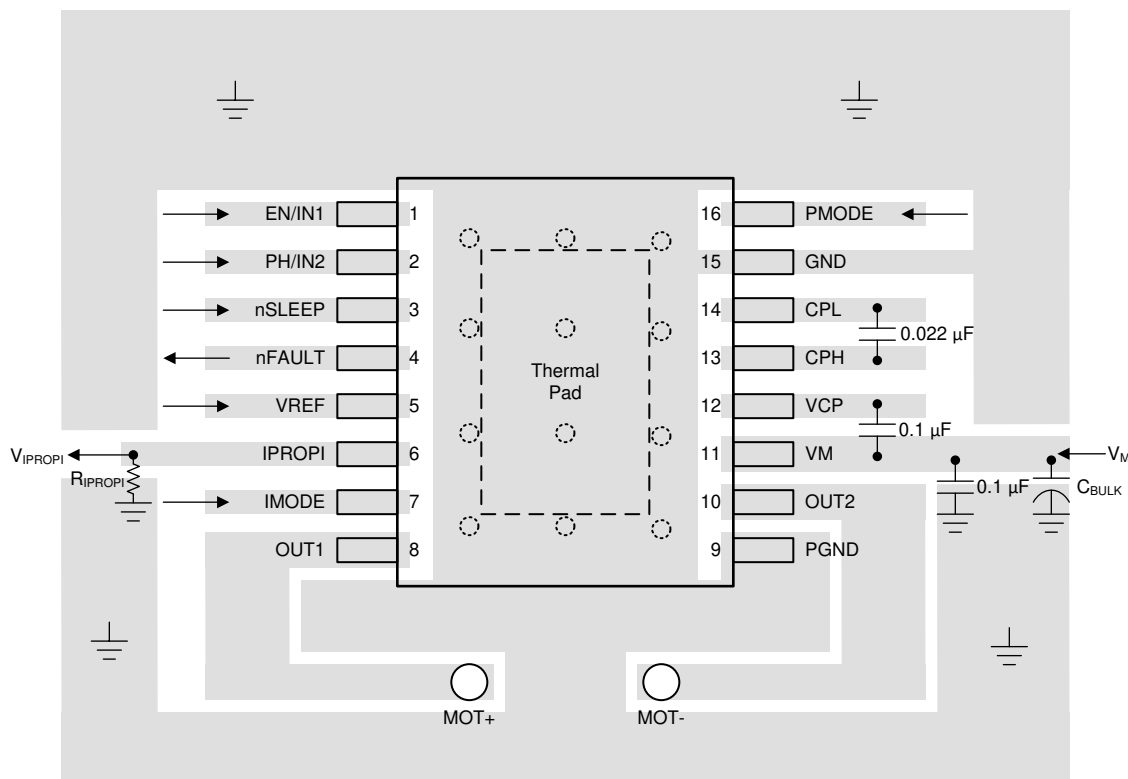 EN/IN1 1
PH/IN2 2
nSLEEP 3
nFAULT 4
VREF 5
VIPROPI
IPROPI 6
RIPROPI
IMODE 7
OUT1 8
Thermal
Pad
16 PMODE
15 GND
14 CPL
0.022 µF
13 CPH
12 VCP
0.1 µF
11 VM
VM
0.1 µF
CBULK
10 OUT2
9 PGND
MOT+
MOT-